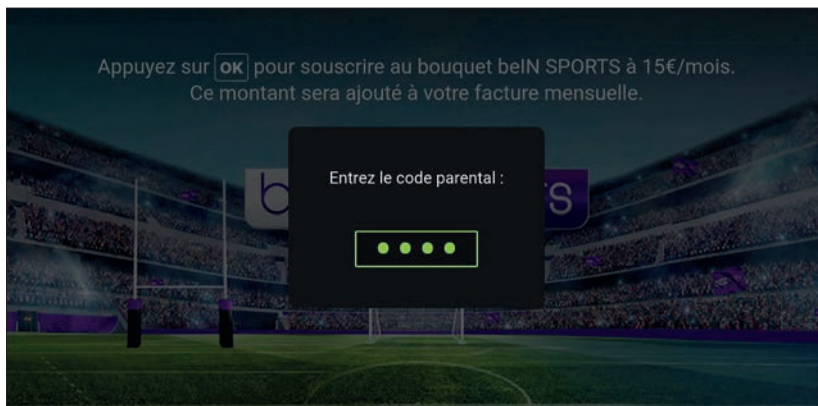 Appuyez sur OK pour souscrire au bouquet beIN SPORTS à 15€/mois.
Ce montant sera ajouté à votre facture mensuelle.
Entrez le code parental :